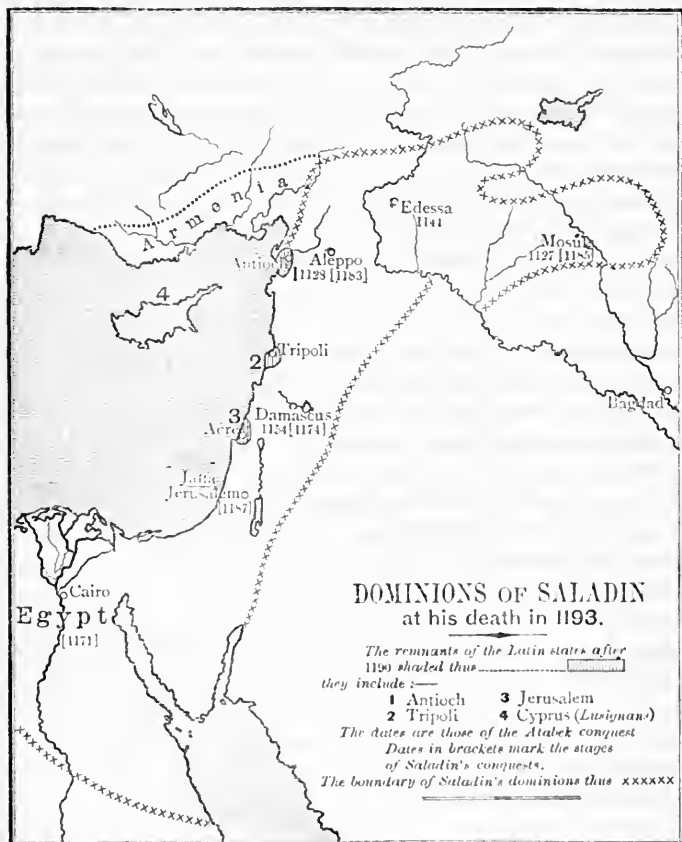 Armenia
Edessa
1141
Mosul
1127 [1185]
Antioch
1
Aleppo
1128 [1183]
4
Tripoli
2
Bagdad
3
Acre
Damascus
1154 [1174]
Jaffa
Jerusalem
[1187]
Cairo
Egypt
[1171]
DOMINIONS OF SALADIN
at his death in 1193.
The remnants of the Latin states after
1190 shaded thus
they include :—
1 Antioch 3 Jerusalem
2 Tripoli 4 Cyprus (Lusignans)
The dates are those of the Atabek conquest
Dates in brackets mark the stages
of Saladin's conquests.
The boundary of Saladin's dominions thus xxxxxx